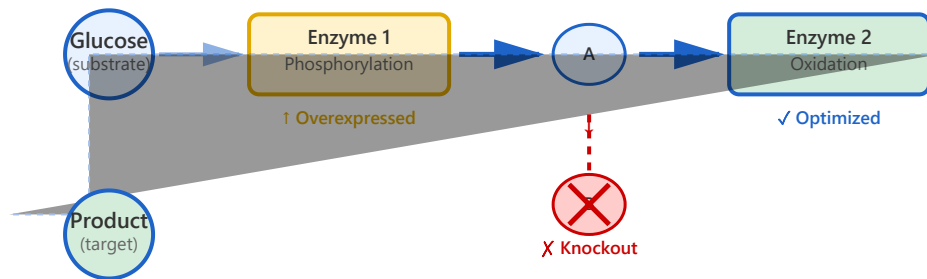 Glucose
(substrate)
Enzyme 1
Phosphorylation
A
Enzyme 2
Oxidation
↑ Overexpressed
✓ Optimized
Product
(target)
✗ Knockout